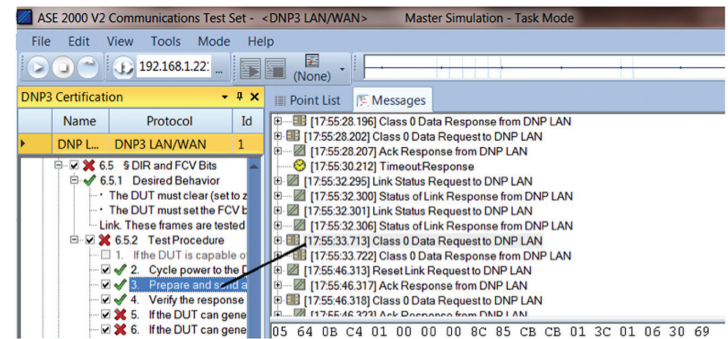 ASE 2000 V2 Communications Test Set - <DNP3 LAN/WAN> Master Simulation - Task Mode
File Edit View Tools Mode Help
192.168.1.22: ...
(None)
DNP3 Certification
Point List Messages
Name Protocol Id
DNP L... DNP3 LAN/WAN 1
6.5 § DIR and FCV Bits
6.5.1 Desired Behavior
The DUT must clear (set to z
The DUT must set the FCV b
Link. These frames are tested
6.5.2 Test Procedure
1. If the DUT is capable o
2. Cycle power to the D
3. Prepare and send a
4. Verify the response
5. If the DUT can gene
6. If the DUT can gene
[17:55:28.196] Class 0 Data Response from DNP LAN
[17:55:28.202] Class 0 Data Request to DNP LAN
[17:55:28.207] Ack Response from DNP LAN
[17:55:30.212] Timeout Response
[17:55:32.295] Link Status Request to DNP LAN
[17:55:32.300] Status of Link Response from DNP LAN
[17:55:32.301] Link Status Request to DNP LAN
[17:55:32.306] Status of Link Response from DNP LAN
[17:55:33.713] Class 0 Data Request to DNP LAN
[17:55:33.722] Class 0 Data Response from DNP LAN
[17:55:46.313] Reset Link Request to DNP LAN
[17:55:46.317] Ack Response from DNP LAN
[17:55:46.318] Class 0 Data Request to DNP LAN
[17:55:46.323] Ack Response from DNP LAN
05 64 0B C4 01 00 00 00 8C 85 CB CB 01 3C 01 06 30 69